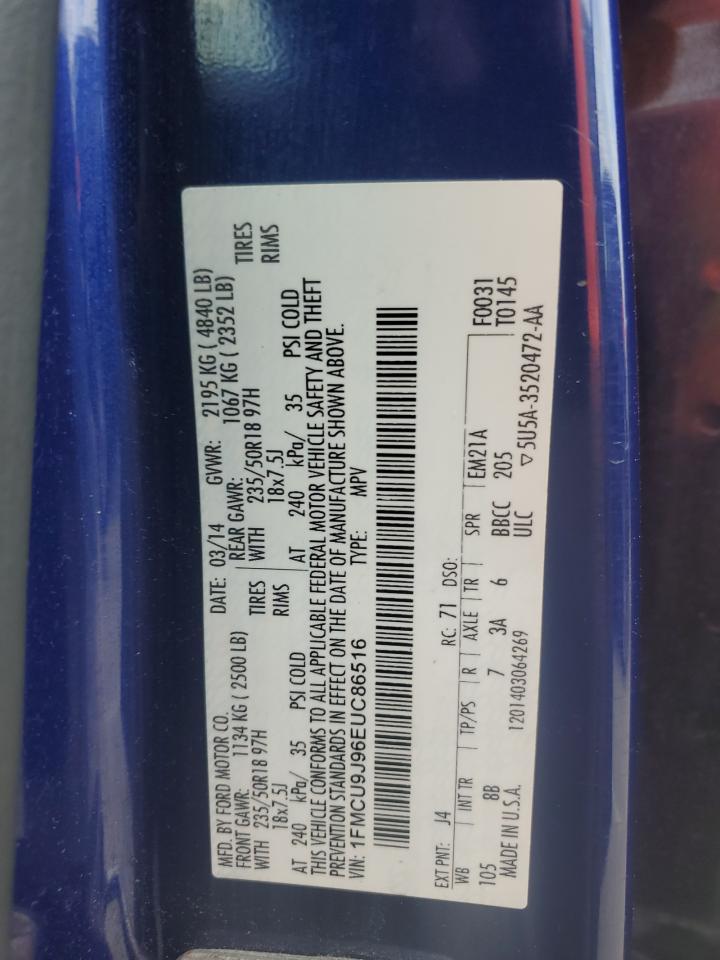 MFD. BY FORD MOTOR CO. DATE: 03/14 GVWR: 2195 KG ( 4840 LB)
FRONT GAWR: 1134 KG ( 2500 LB) REAR GAWR: 1067 KG ( 2352 LB)
WITH 235/50R18 97H TIRES WITH 235/50R18 97H TIRES
18x7.5J RIMS 18x7.5J RIMS
AT 240 kPa/ 35 PSI COLD AT 240 kPa/ 35 PSI COLD
THIS VEHICLE CONFORMS TO ALL APPLICABLE FEDERAL MOTOR VEHICLE SAFETY AND THEFT
PREVENTION STANDARDS IN EFFECT ON THE DATE OF MANUFACTURE SHOWN ABOVE.
VIN: 1FMCU9J96EUC86516 TYPE: MPV
EXT PNT: J4 RC: 71 DSO:
WB INT TR TP/PS R AXLE TR SPR EM21A F0031
105 8B 7 3A 6 BBCC 205 T0145
MADE IN U.S.A. 1201403064269 ULC ▽5U5A-3520472-AA